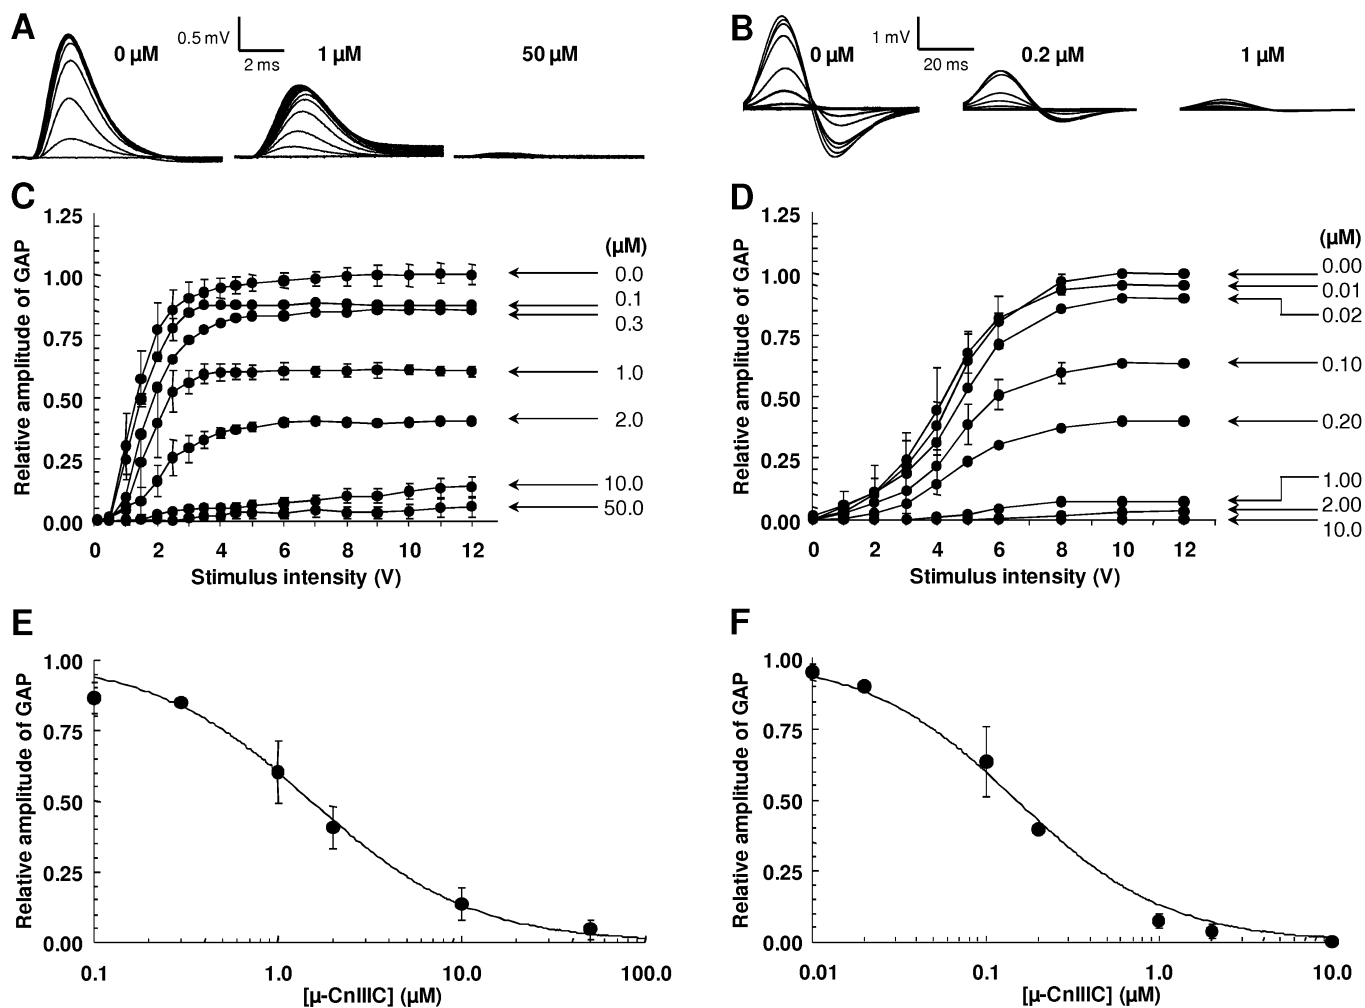 A
0.5 mV
2 ms
0 µM
1 µM
50 µM
B
1 mV
20 ms
0 µM
0.2 µM
1 µM
C
Relative amplitude of GAP
1.25
1.00
0.75
0.50
0.25
0.00
0 2 4 6 8 10 12
Stimulus intensity (V)
(µM)
0.0
0.1
0.3
1.0
2.0
10.0
50.0
D
Relative amplitude of GAP
1.25
1.00
0.75
0.50
0.25
0.00
0 2 4 6 8 10 12
Stimulus intensity (V)
(µM)
0.00
0.01
0.02
0.10
0.20
1.00
2.00
10.0
E
Relative amplitude of GAP
1.00
0.75
0.50
0.25
0.00
0.1 1.0 10.0 100.0
[µ-CnIIIC] (µM)
F
Relative amplitude of GAP
1.00
0.75
0.50
0.25
0.00
0.01 0.1 1.0 10.0
[µ-CnIIIC] (µM)